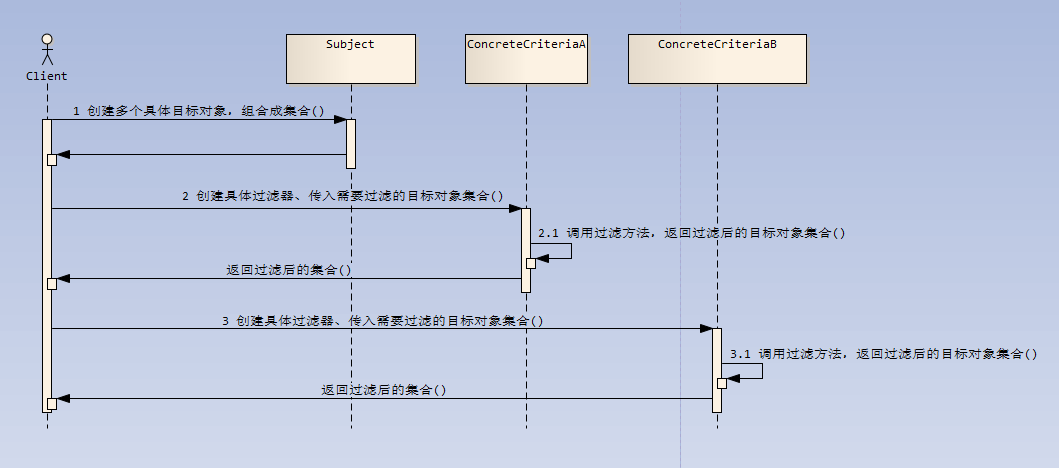 Subject
ConcreteCriteriaA
ConcreteCriteriaB
Client
1 创建多个具体目标对象，组合成集合()
2 创建具体过滤器、传入需要过滤的目标对象集合()
2.1 调用过滤方法，返回过滤后的目标对象集合()
返回过滤后的集合()
3 创建具体过滤器、传入需要过滤的目标对象集合()
3.1 调用过滤方法，返回过滤后的目标对象集合()
返回过滤后的集合()